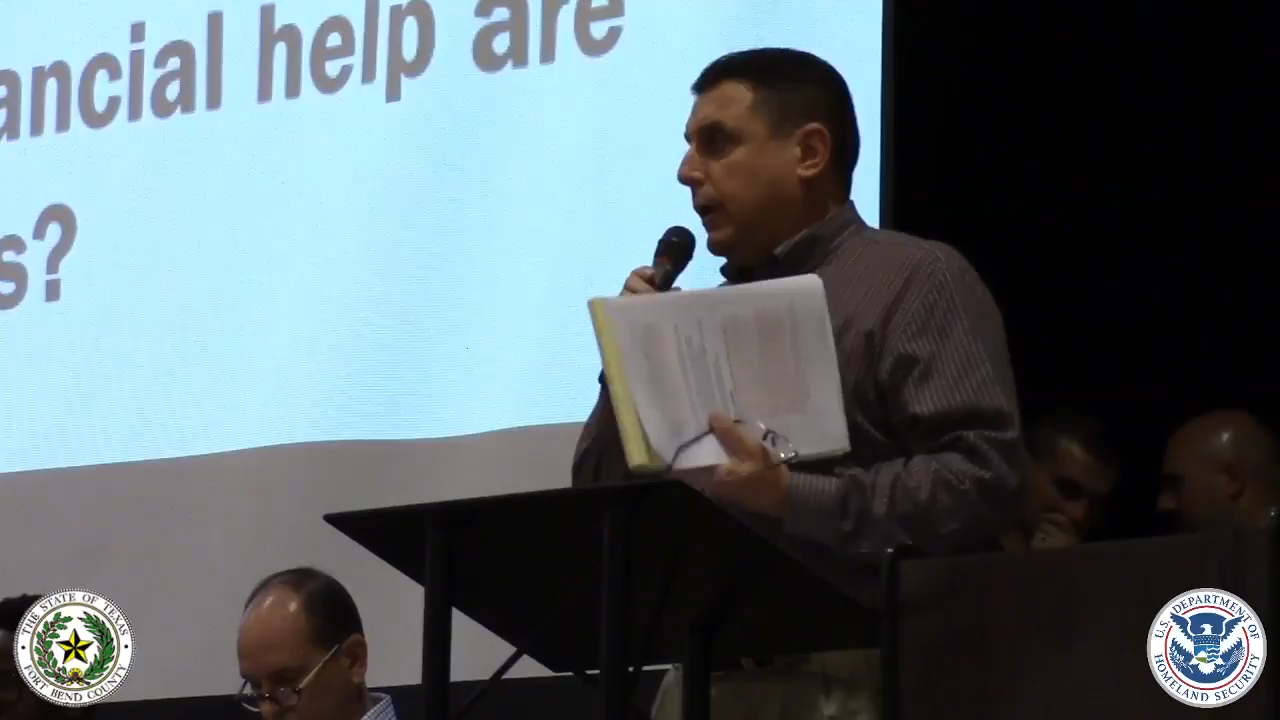 ancial help are
s?
THE STATE OF TEXAS
FORT BEND COUNTY
U.S. DEPARTMENT OF
HOMELAND SECURITY